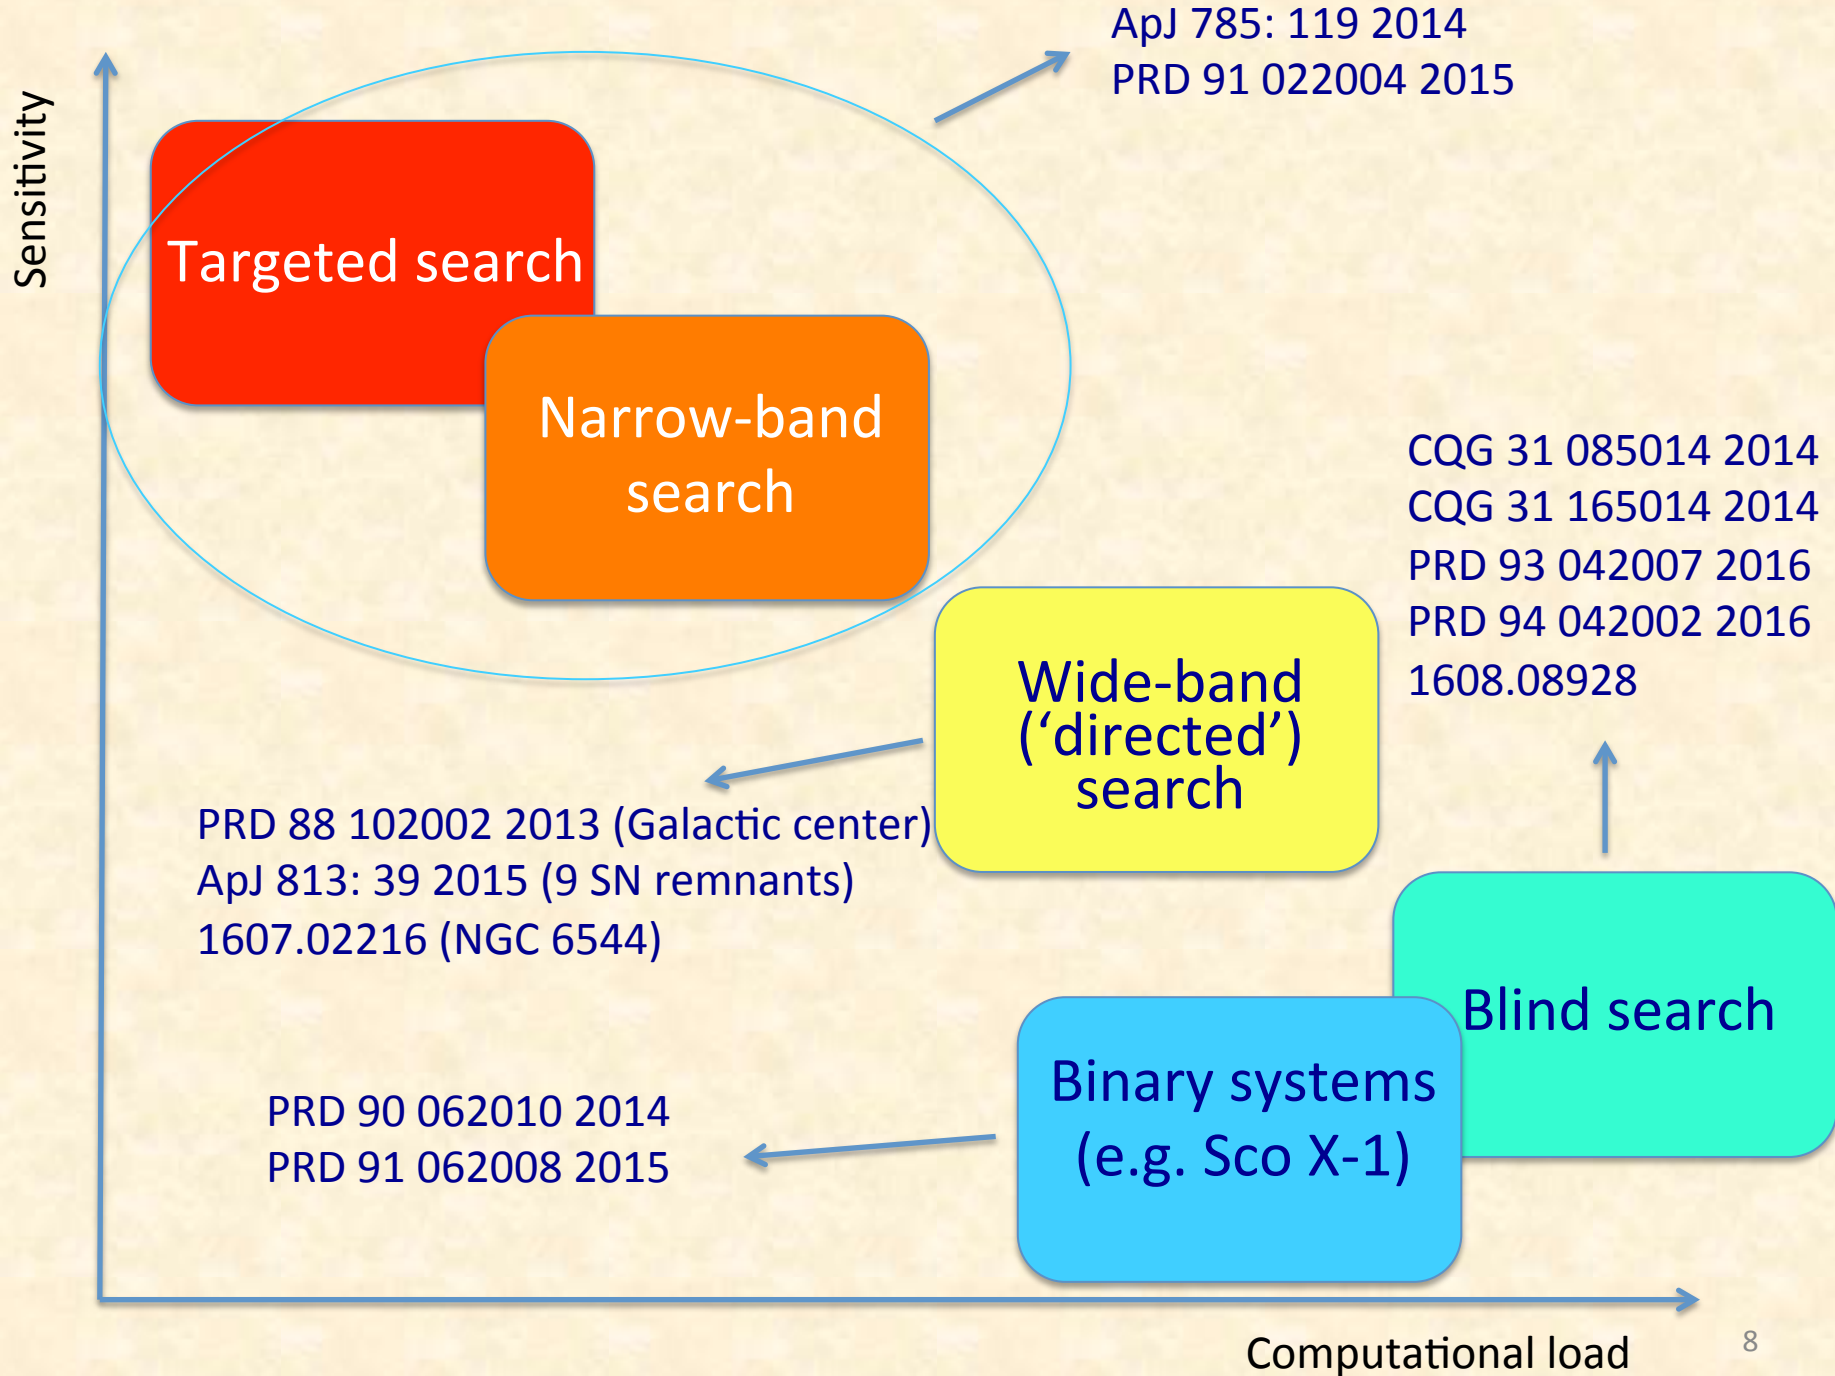 ApJ 785: 119 2014
PRD 91 022004 2015
Sensitivity
Targeted search
Narrow-band
search
CQG 31 085014 2014
CQG 31 165014 2014
PRD 93 042007 2016
PRD 94 042002 2016
1608.08928
Wide-band
(‘directed’)
search
PRD 88 102002 2013 (Galactic center)
ApJ 813: 39 2015 (9 SN remnants)
1607.02216 (NGC 6544)
Blind search
Binary systems
(e.g. Sco X-1)
PRD 90 062010 2014
PRD 91 062008 2015
Computational load
8